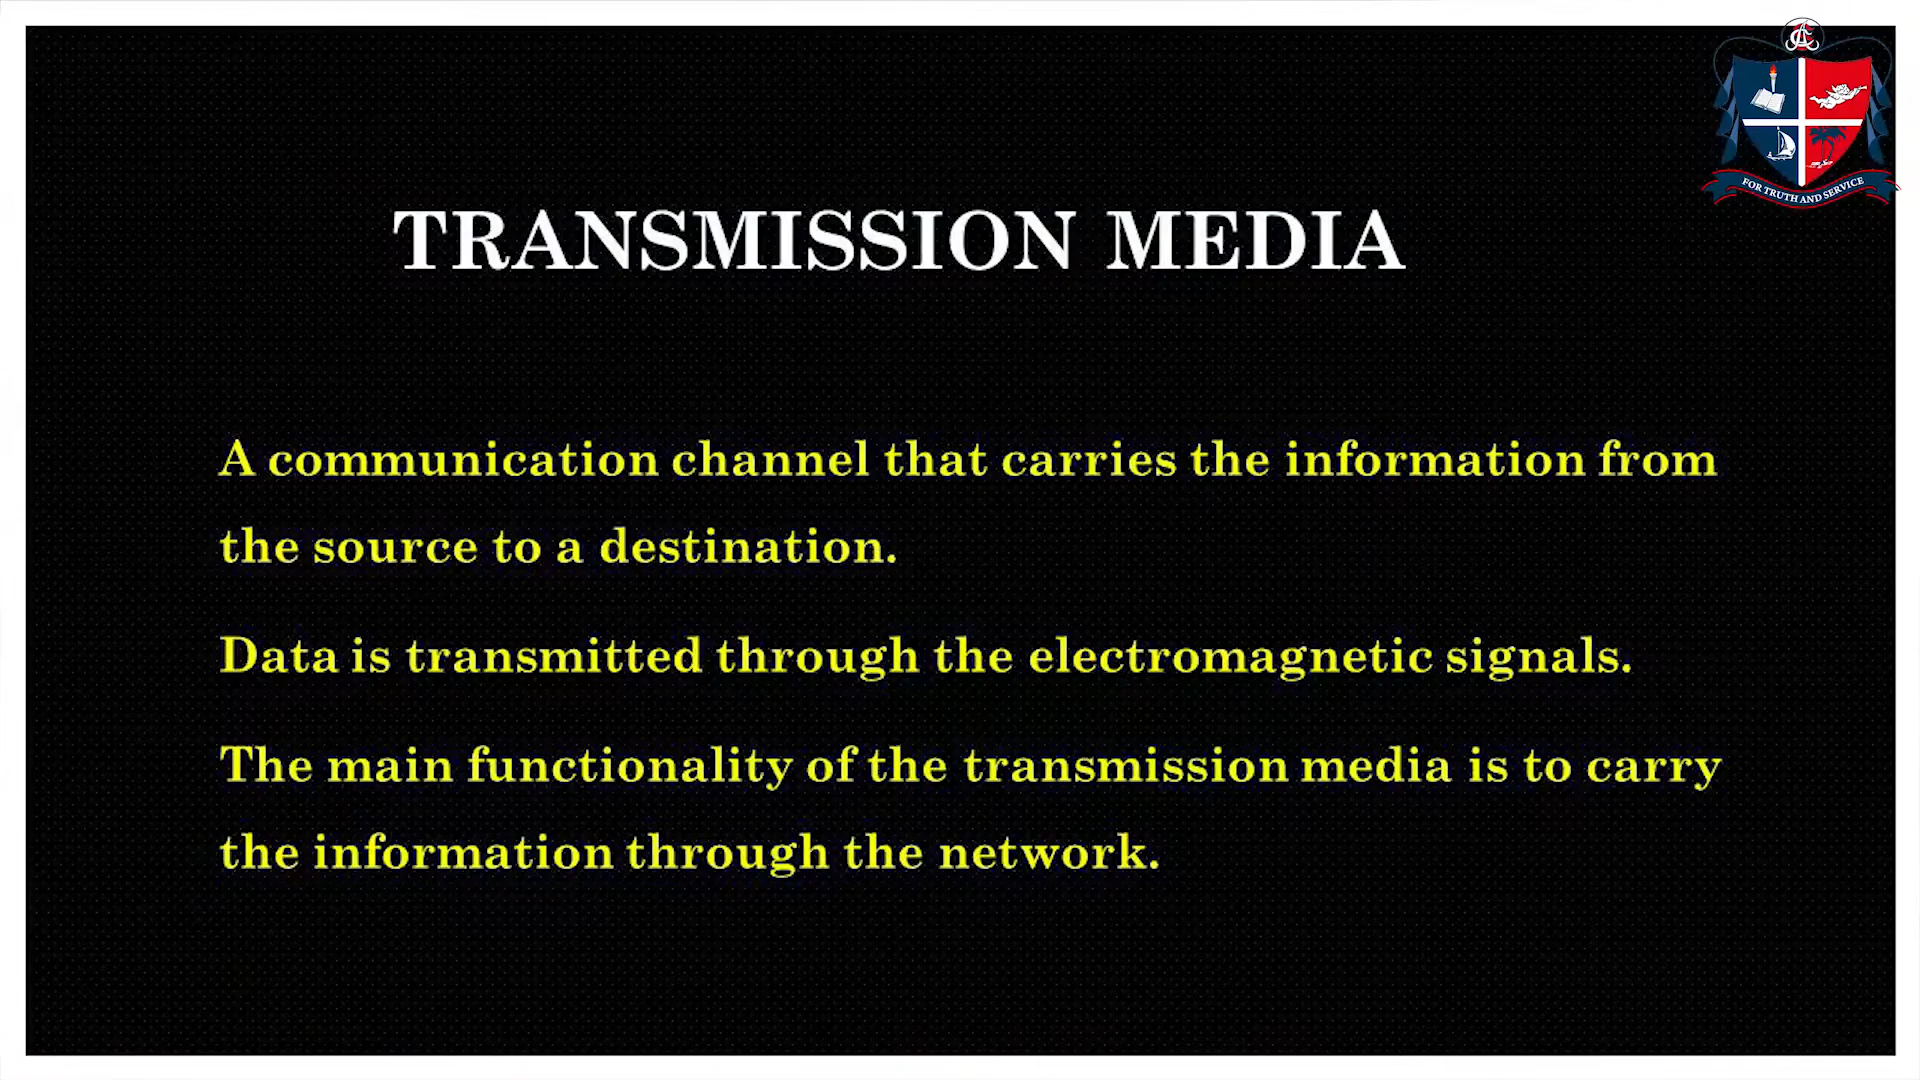 FOR TRUTH AND SERVICE
TRANSMISSION MEDIA
A communication channel that carries the information from
the source to a destination.
Data is transmitted through the electromagnetic signals.
The main functionality of the transmission media is to carry
the information through the network.